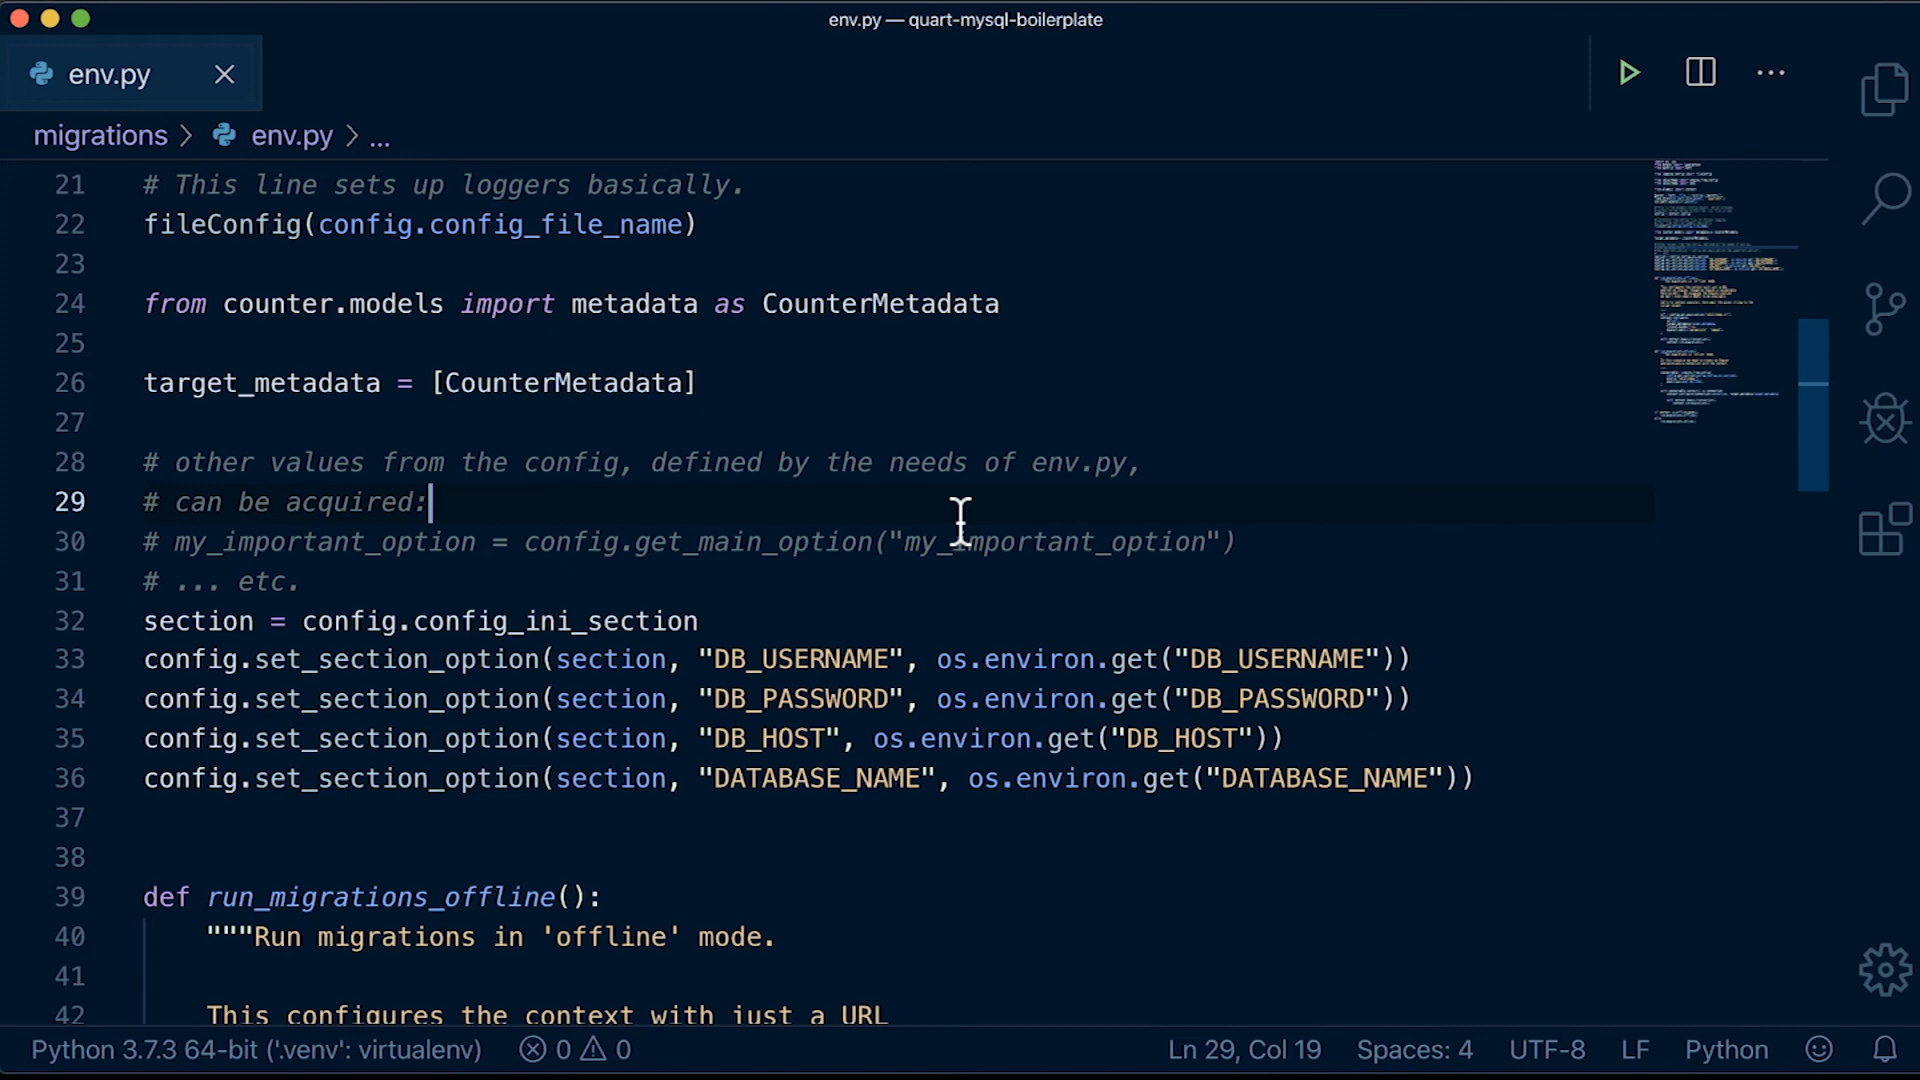 env.py — quart-mysql-boilerplate
env.py
migrations > env.py > ...
21 # This line sets up loggers basically.
22 fileConfig(config.config_file_name)
23
24 from counter.models import metadata as CounterMetadata
25
26 target_metadata = [CounterMetadata]
27
28 # other values from the config, defined by the needs of env.py,
29 # can be acquired:
30 # my_important_option = config.get_main_option("my_important_option")
31 # ... etc.
32 section = config.config_ini_section
33 config.set_section_option(section, "DB_USERNAME", os.environ.get("DB_USERNAME"))
34 config.set_section_option(section, "DB_PASSWORD", os.environ.get("DB_PASSWORD"))
35 config.set_section_option(section, "DB_HOST", os.environ.get("DB_HOST"))
36 config.set_section_option(section, "DATABASE_NAME", os.environ.get("DATABASE_NAME"))
37
38
39 def run_migrations_offline():
40 """Run migrations in 'offline' mode.
41
42 This configures the context with just a URL
Python 3.7.3 64-bit ('.venv': virtualenv) 0 0 Ln 29, Col 19 Spaces: 4 UTF-8 LF Python